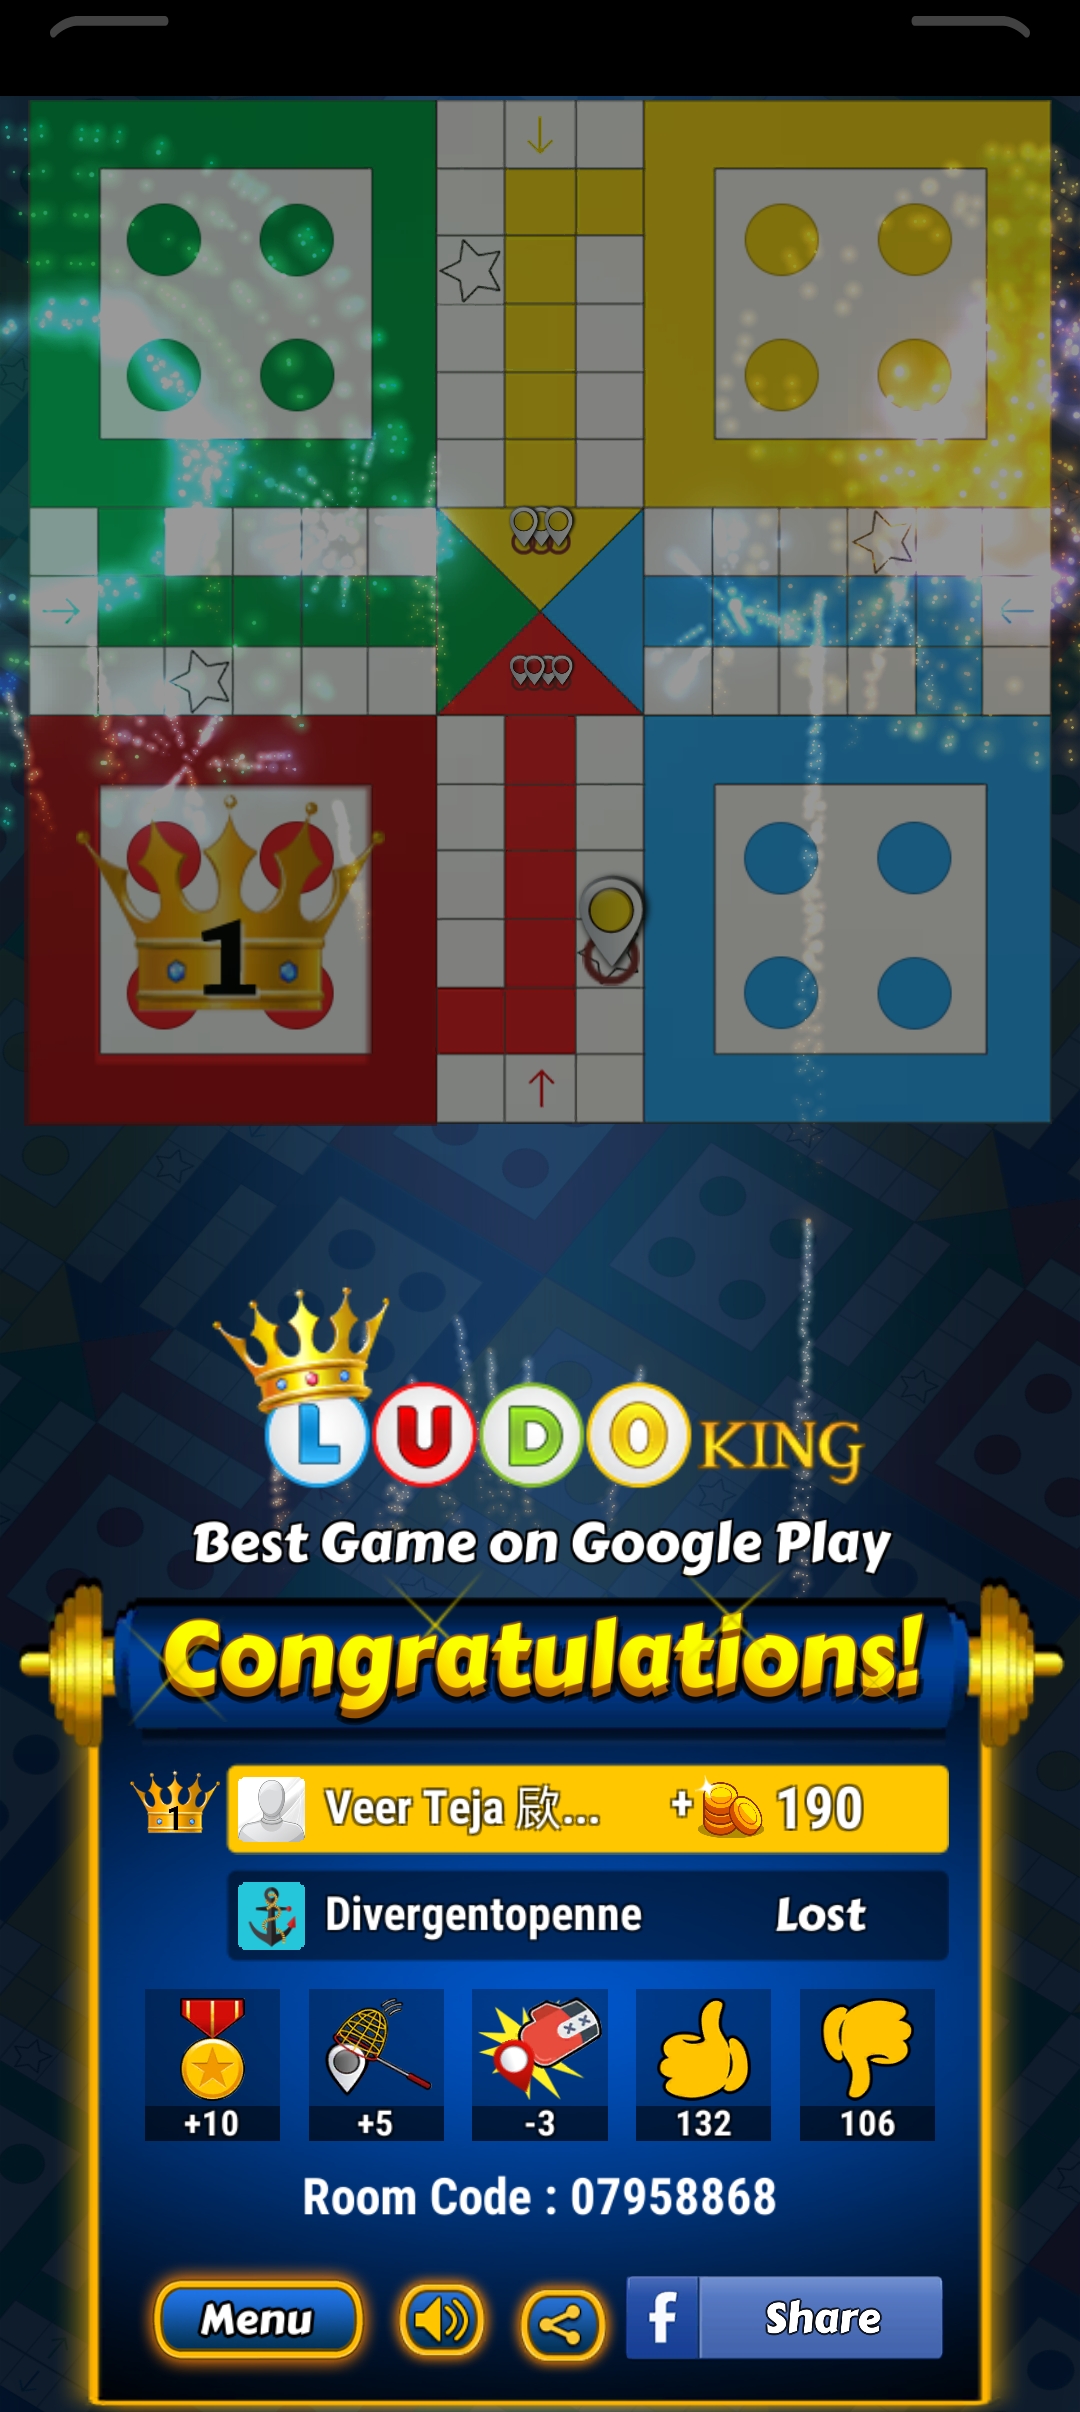 1
LUDO KING
Best Game on Google Play
Congratulations!
1 Veer Teja 歐... + 190
Divergentopenne Lost
+10 +5 -3 132 106
Room Code : 07958868
Menu f Share